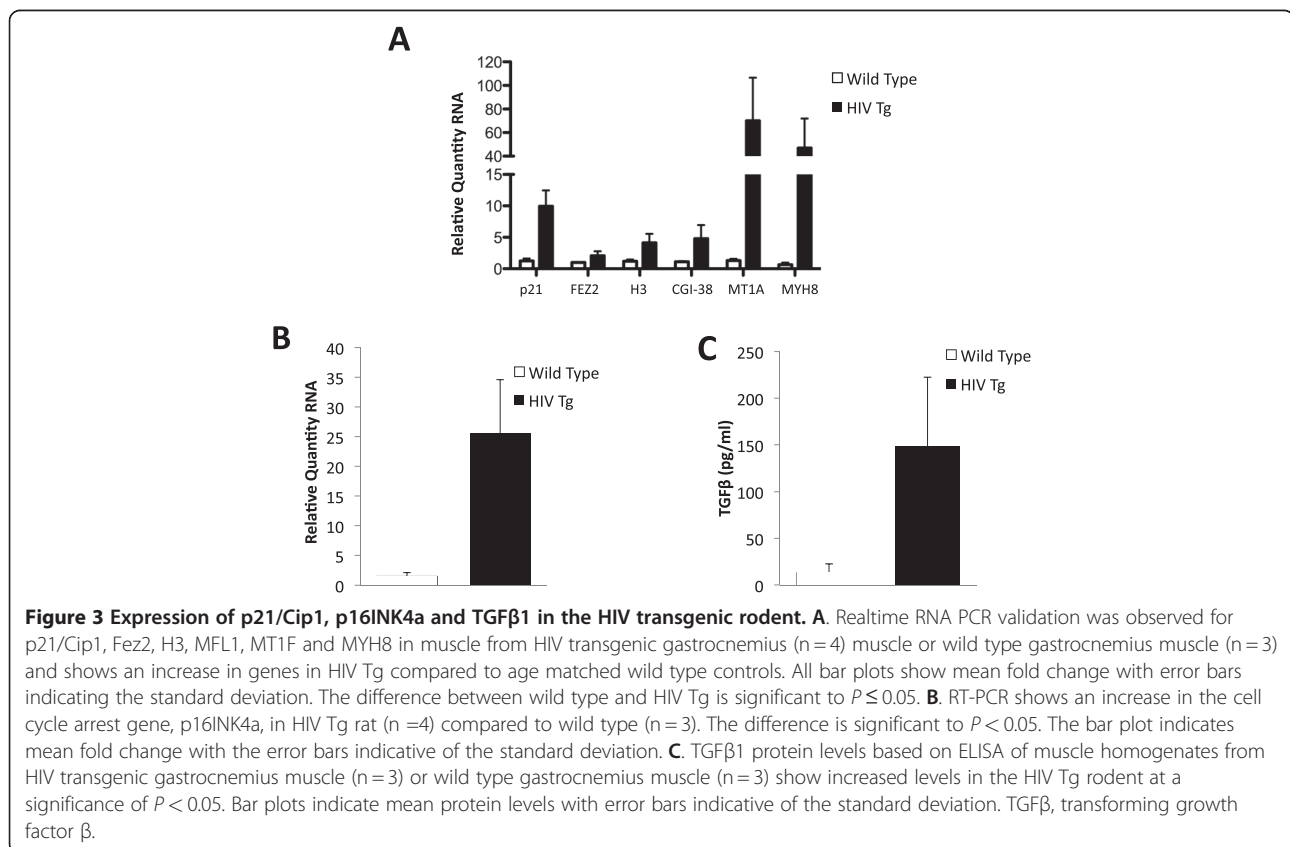 A
Relative Quantity RNA
120
100
80
60
40
15
10
5
0
p21 FEZ2 H3 CGI-38 MT1A MYH8
Wild Type
HIV Tg
B
Relative Quantity RNA
40
35
30
25
20
15
10
5
0
Wild Type
HIV Tg
C
TGFβ (pg/ml)
250
200
150
100
50
0
Wild Type
HIV Tg
Figure 3 Expression of p21/Cip1, p16INK4a and TGFβ1 in the HIV transgenic rodent. A. Realtime RNA PCR validation was observed for
p21/Cip1, Fez2, H3, MFL1, MT1F and MYH8 in muscle from HIV transgenic gastrocnemius (n = 4) muscle or wild type gastrocnemius muscle (n = 3)
and shows an increase in genes in HIV Tg compared to age matched wild type controls. All bar plots show mean fold change with error bars
indicating the standard deviation. The difference between wild type and HIV Tg is significant to P ≤ 0.05. B. RT-PCR shows an increase in the cell
cycle arrest gene, p16INK4a, in HIV Tg rat (n =4) compared to wild type (n = 3). The difference is significant to P < 0.05. The bar plot indicates
mean fold change with the error bars indicative of the standard deviation. C. TGFβ1 protein levels based on ELISA of muscle homogenates from
HIV transgenic gastrocnemius muscle (n = 3) or wild type gastrocnemius muscle (n = 3) show increased levels in the HIV Tg rodent at a
significance of P < 0.05. Bar plots indicate mean protein levels with error bars indicative of the standard deviation. TGFβ, transforming growth
factor β.